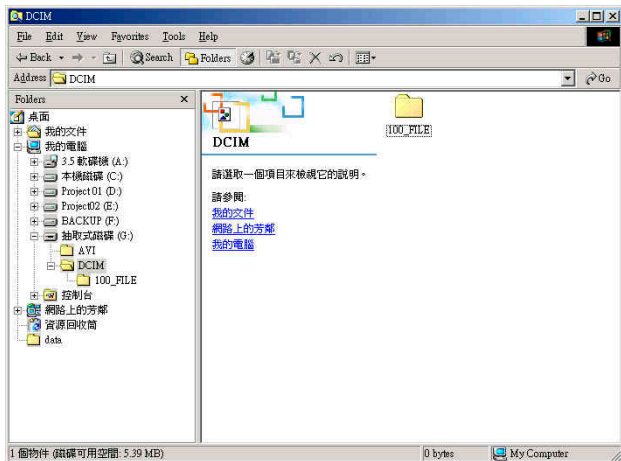 DCIM
File Edit View Favorites Tools Help
Back Search Folders
Address DCIM Go
Folders
桌面
我的文件
我的電腦
3.5 軟碟機 (A:)
本機磁碟 (C:)
Project 01 (D:)
Project02 (E:)
BACKUP (F:)
抽取式磁碟 (G:)
AVI
DCIM
100_FILE
控制台
網路上的芳鄰
資源回收筒
data
DCIM
請選取一個項目來檢視它的說明。
請參閱:
我的文件
網路上的芳鄰
我的電腦
100_FILE
1 個物件 (磁碟可用空間: 5.39 MB) 0 bytes My Computer